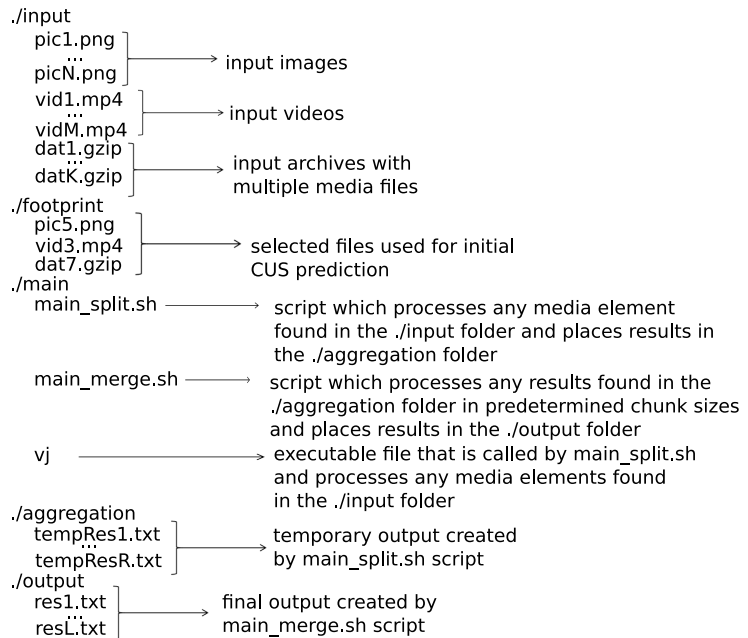 ./input
pic1.png
...
picN.png
input images
vid1.mp4
...
vidM.mp4
input videos
dat1.gzip
...
datK.gzip
input archives with
multiple media files
./footprint
pic5.png
vid3.mp4
dat7.gzip
selected files used for initial
CUS prediction
./main
main_split.sh
script which processes any media element
found in the ./input folder and places results in
the ./aggregation folder
main_merge.sh
script which processes any results found in the
./aggregation folder in predetermined chunk sizes
and places results in the ./output folder
vj
executable file that is called by main_split.sh
and processes any media elements found
in the ./input folder
./aggregation
tempRes1.txt
...
tempResR.txt
temporary output created
by main_split.sh script
./output
res1.txt
...
resL.txt
final output created by
main_merge.sh script